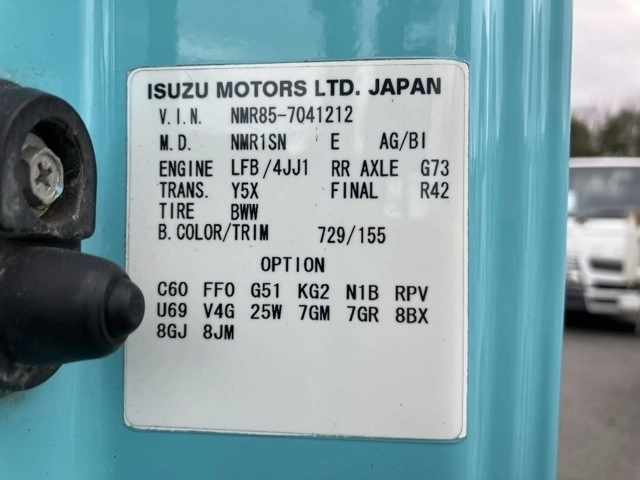 ISUZU MOTORS LTD. JAPAN
V.I.N. NMR85-7041212
M.D. NMR1SN E AG/BI
ENGINE LFB/4JJ1 RR AXLE G73
TRANS. Y5X FINAL R42
TIRE BWW
B.COLOR/TRIM 729/155
OPTION
C60 FF0 G51 KG2 N1B RPV
U69 V4G 25W 7GM 7GR 8BX
8GJ 8JM